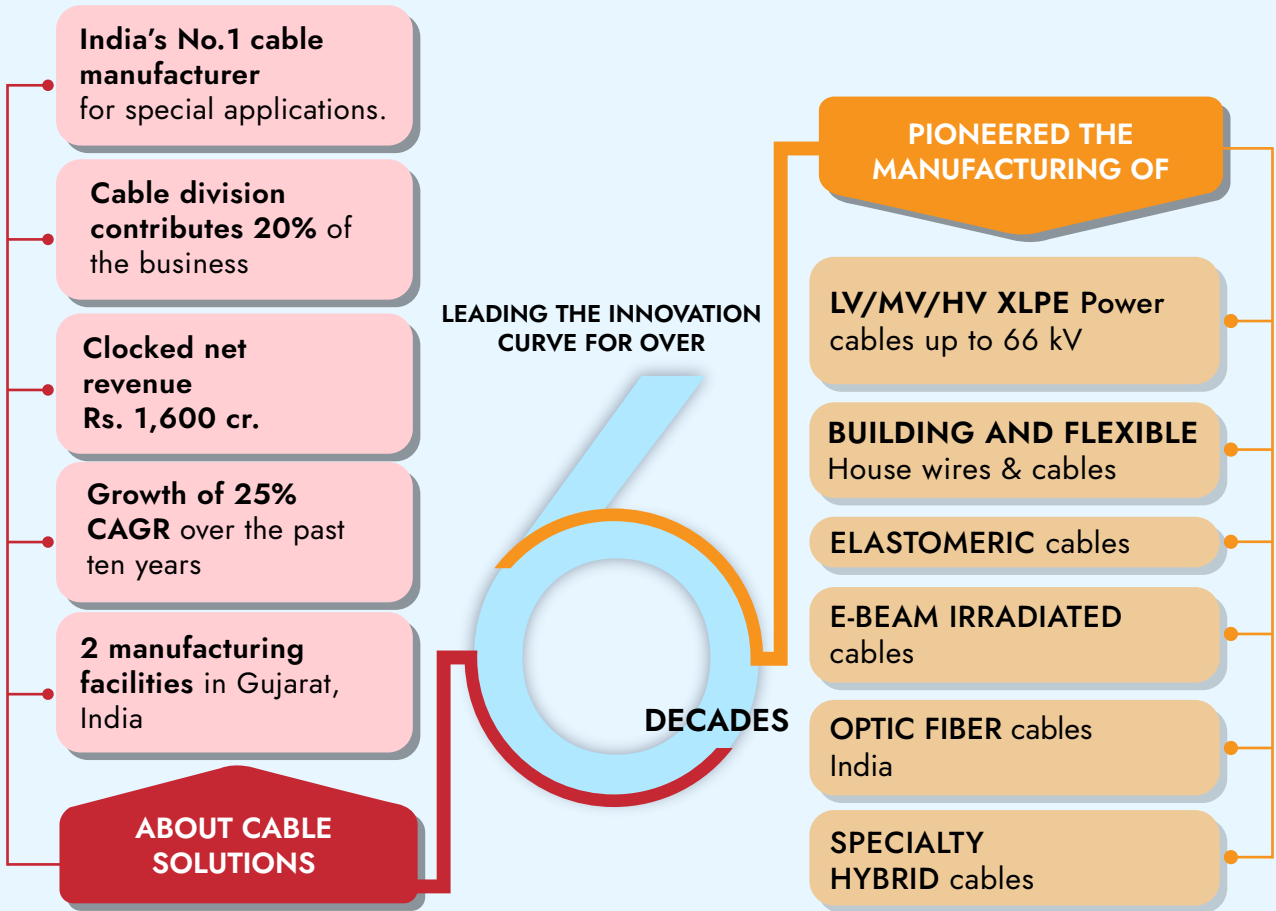 India's No.1 cable
manufacturer
for special applications.
Cable division
contributes 20% of
the business
Clocked net
revenue
Rs. 1,600 cr.
Growth of 25%
CAGR over the past
ten years
2 manufacturing
facilities in Gujarat,
India
ABOUT CABLE
SOLUTIONS
LEADING THE INNOVATION
CURVE FOR OVER
6
DECADES
PIONEERED THE
MANUFACTURING OF
LV/MV/HV XLPE Power
cables up to 66 kV
BUILDING AND FLEXIBLE
House wires & cables
ELASTOMERIC cables
E-BEAM IRRADIATED
cables
OPTIC FIBER cables
India
SPECIALTY
HYBRID cables